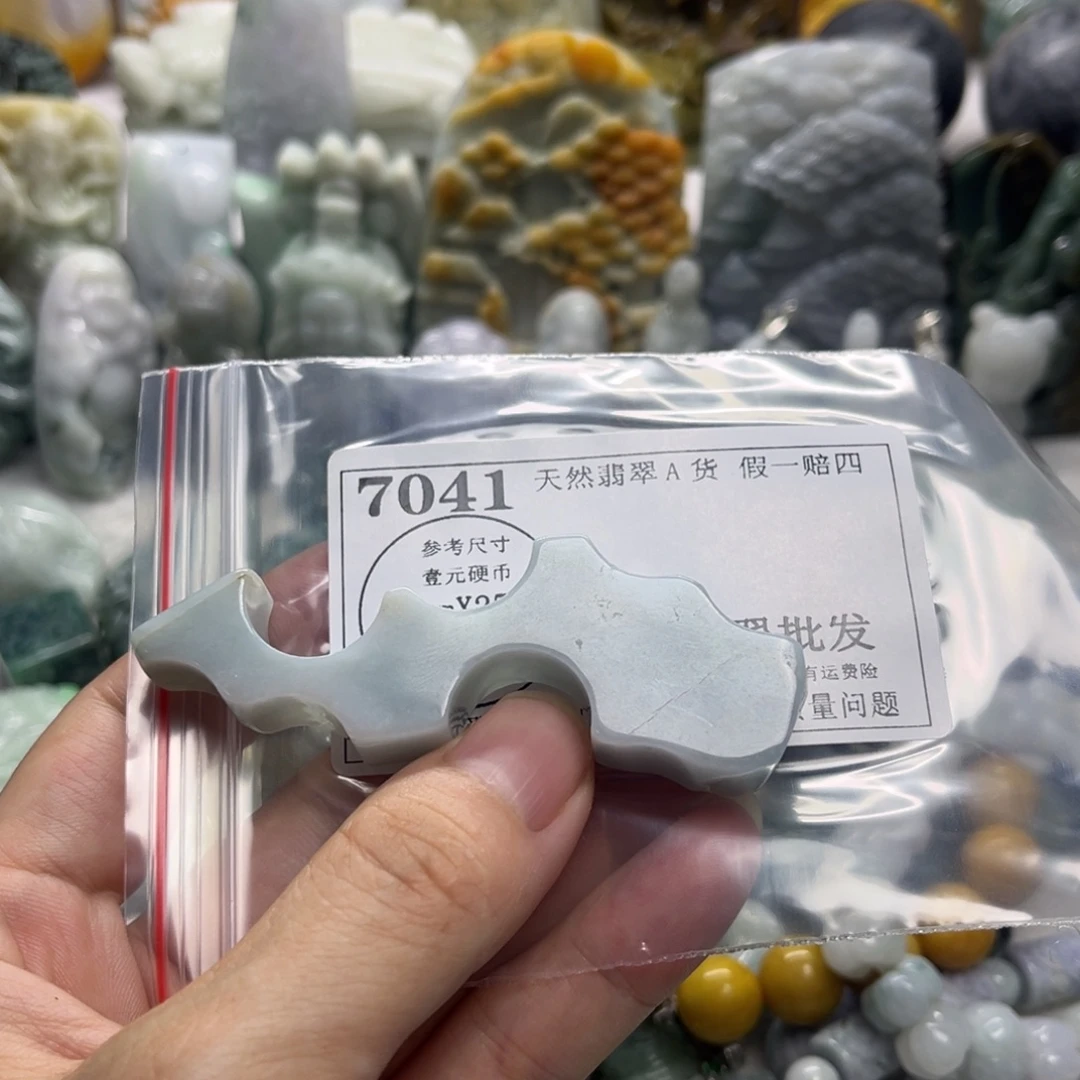 7041 天然翡翠A货 假一赔四
参考尺寸
壹元硬币
批发
有运费险
量问题